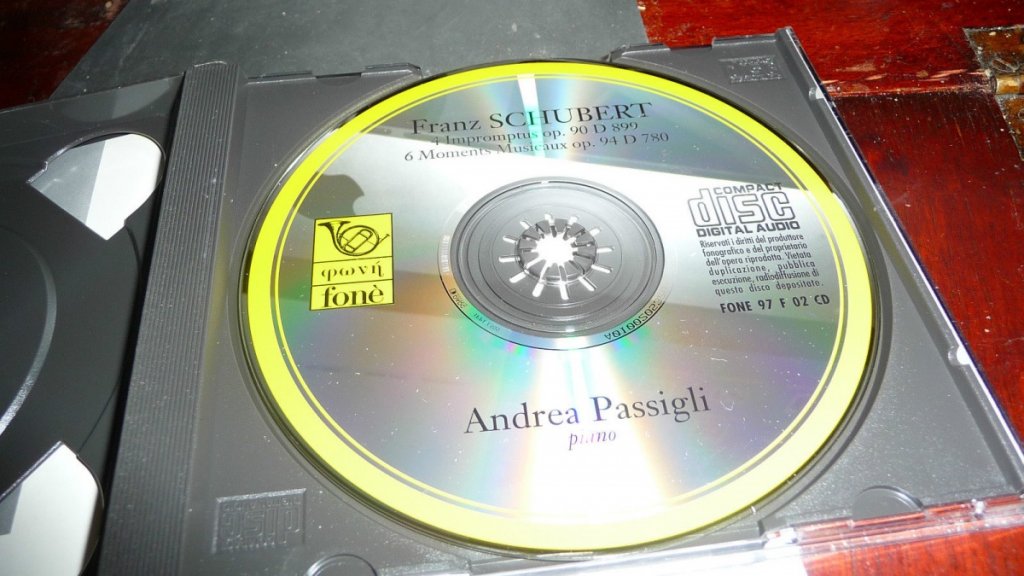 Franz SCHUBERT
4 Impromptus op. 90 D 899
6 Moments Musicaux op. 94 D 780
φωνή
fonè
COMPACT
disc
DIGITAL AUDIO
Riservati i diritti del produttore
fonografico e del proprietario
dell'opera riprodotta. Vietata
duplicazione, pubblica
esecuzione, radiodiffusione di
questo disco depositate.
FONE 97 F 02 CD
Andrea Passigli
piano